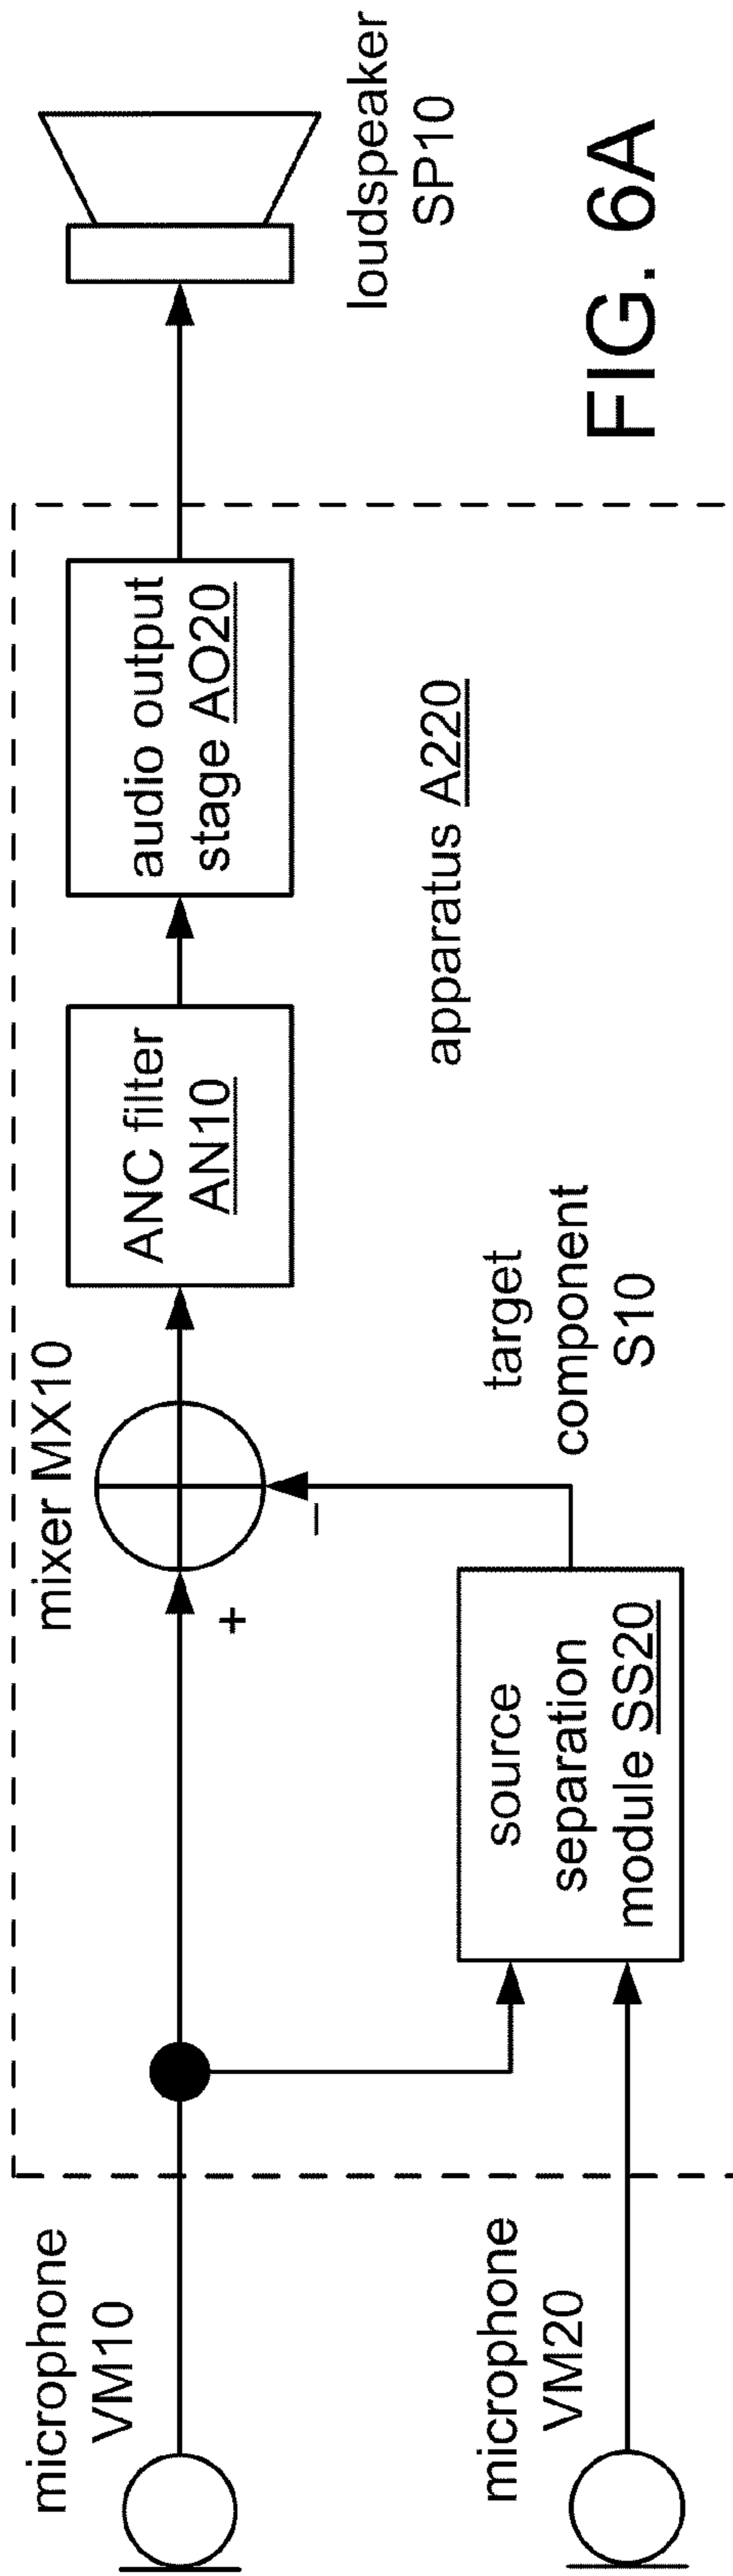 microphone
VM10
mixer MX10
+
–
ANC filter
AN10
audio output
stage AO20
loudspeaker
SP10
microphone
VM20
source
separation
module SS20
target
component
S10
apparatus A220
FIG. 6A